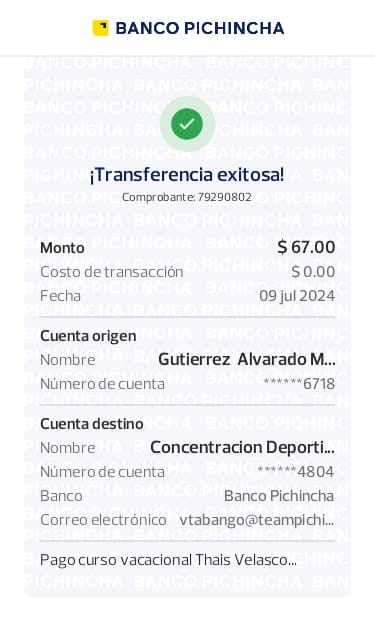 BANCO PICHINCHA
¡Transferencia exitosa!
Comprobante: 79290802
Monto $ 67.00
Costo de transacción $ 0.00
Fecha 09 jul 2024
Cuenta origen
Nombre Gutierrez Alvarado M...
Número de cuenta ******6718
Cuenta destino
Nombre Concentracion Deporti...
Número de cuenta ******4804
Banco Banco Pichincha
Correo electrónico vtabango@teampichi...
Pago curso vacacional Thais Velasco...
BANCO PICHINCHA